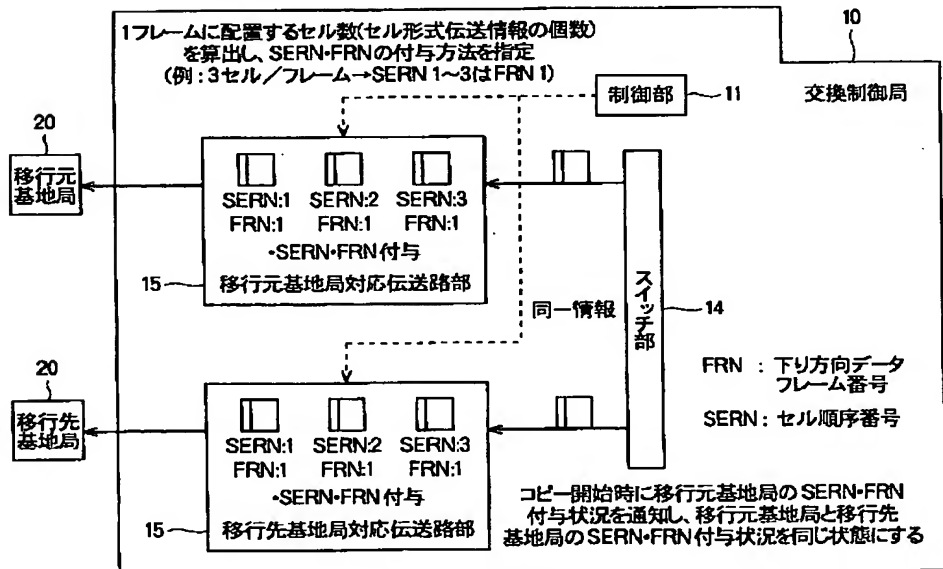 1フレームに配置するセル数(セル形式伝送情報の個数)
を算出し、SERN・FRNの付与方法を指定
(例:3セル/フレーム→SERN 1~3はFRN 1)
10
制御部
11
交換制御局
20
移行元
基地局
SERN:1 SERN:2 SERN:3
FRN:1 FRN:1 FRN:1
・SERN・FRN付与
15
移行元基地局対応伝送路部
同一情報
スイッチ部
14
FRN : 下り方向データ
フレーム番号
SERN : セル順序番号
20
移行先
基地局
SERN:1 SERN:2 SERN:3
FRN:1 FRN:1 FRN:1
・SERN・FRN付与
15
移行先基地局対応伝送路部
コピー開始時に移行元基地局のSERN・FRN
付与状況を通知し、移行元基地局と移行先
基地局のSERN・FRN付与状況を同じ状態にする